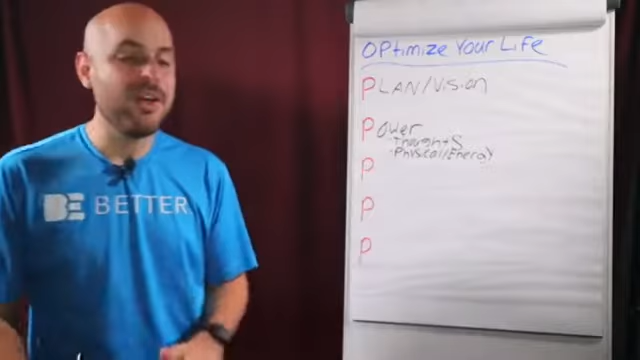 BE BETTER.
OPtimize Your Life
PLAN/Vision
Power
-Thoughts
-Physical/Energy
P
P
P